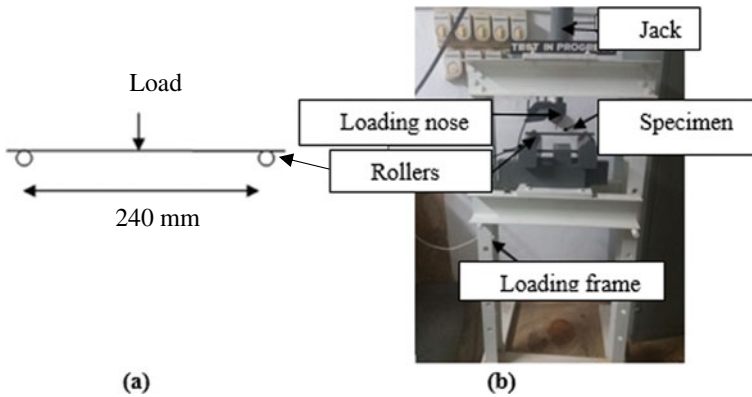 Load
240 mm
(a)
Jack
TEST IN PROGRESS
Loading nose
Specimen
Rollers
Loading frame
(b)